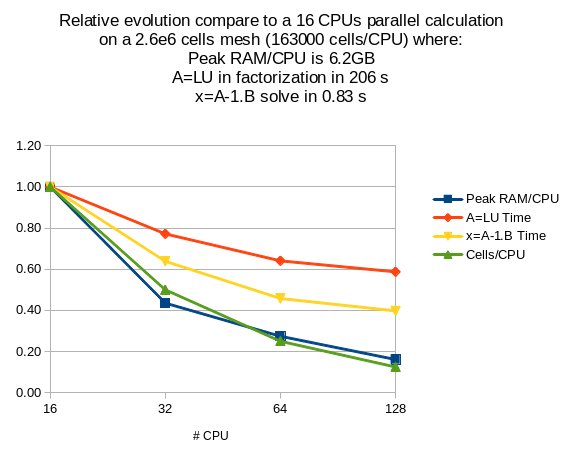 Relative evolution compare to a 16 CPUs parallel calculation
on a 2.6e6 cells mesh (163000 cells/CPU) where:
Peak RAM/CPU is 6.2GB
A=LU in factorization in 206 s
x=A-1.B solve in 0.83 s
1.20
1.00
0.80
0.60
0.40
0.20
0.00
16
32
64
128
# CPU
Peak RAM/CPU
A=LU Time
x=A-1.B Time
Cells/CPU